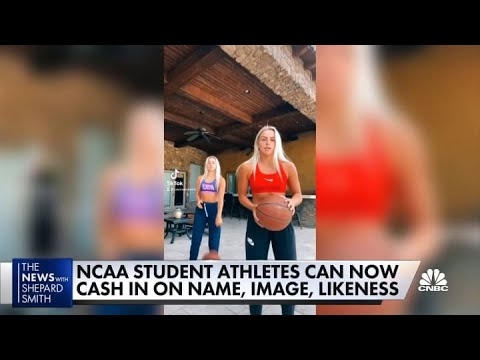 TikTok
THE
NEWS WITH
SHEPARD
SMITH
NCAA STUDENT ATHLETES CAN NOW
CASH IN ON NAME, IMAGE, LIKENESS
CNBC